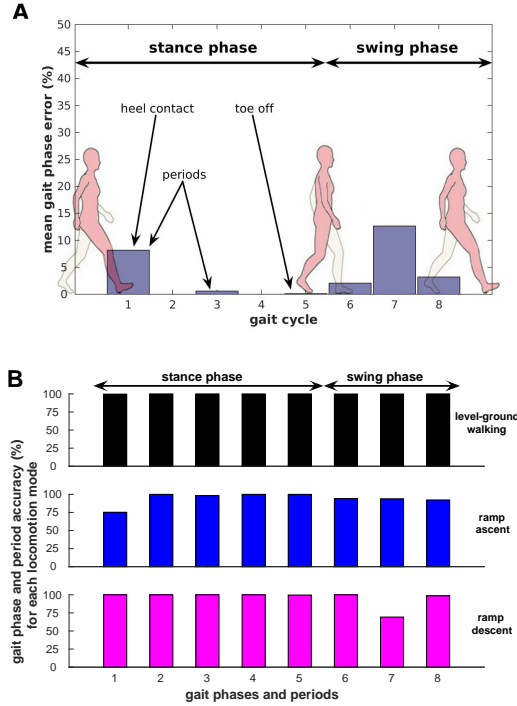 A
50
45
40
35
30
25
20
15
10
5
0
mean gait phase error (%)
stance phase
swing phase
heel contact
toe off
periods
1 2 3 4 5 6 7 8
gait cycle
B
stance phase
swing phase
gait phase and period accuracy (%)
for each locomotion mode
100
75
50
25
0
level-ground
walking
100
75
50
25
0
ramp
ascent
100
75
50
25
0
ramp
descent
1 2 3 4 5 6 7 8
gait phases and periods